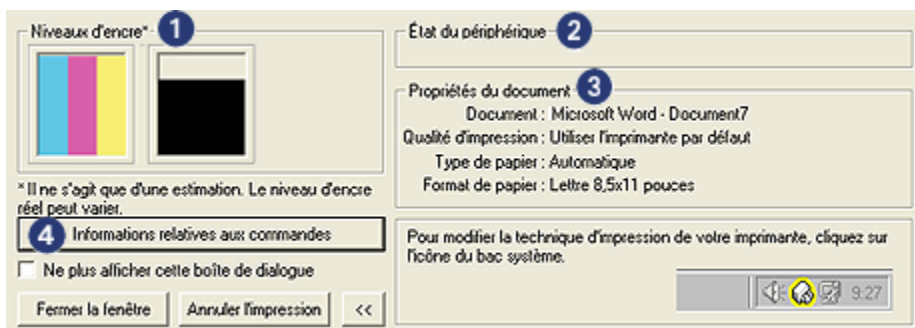 Niveaux d'encre* 1
* Il ne s'agit que d'une estimation. Le niveau d'encre
réel peut varier.
4 Informations relatives aux commandes
Ne plus afficher cette boîte de dialogue
Fermer la fenêtre Annuler l'impression <<
État du périphérique 2
Propriétés du document 3
Document : Microsoft Word - Document7
Qualité d'impression : Utiliser l'imprimante par défaut
Type de papier : Automatique
Format de papier : Lettre 8,5x11 pouces
Pour modifier la technique d'impression de votre imprimante, cliquez sur
l'icône du bac système.
9:27